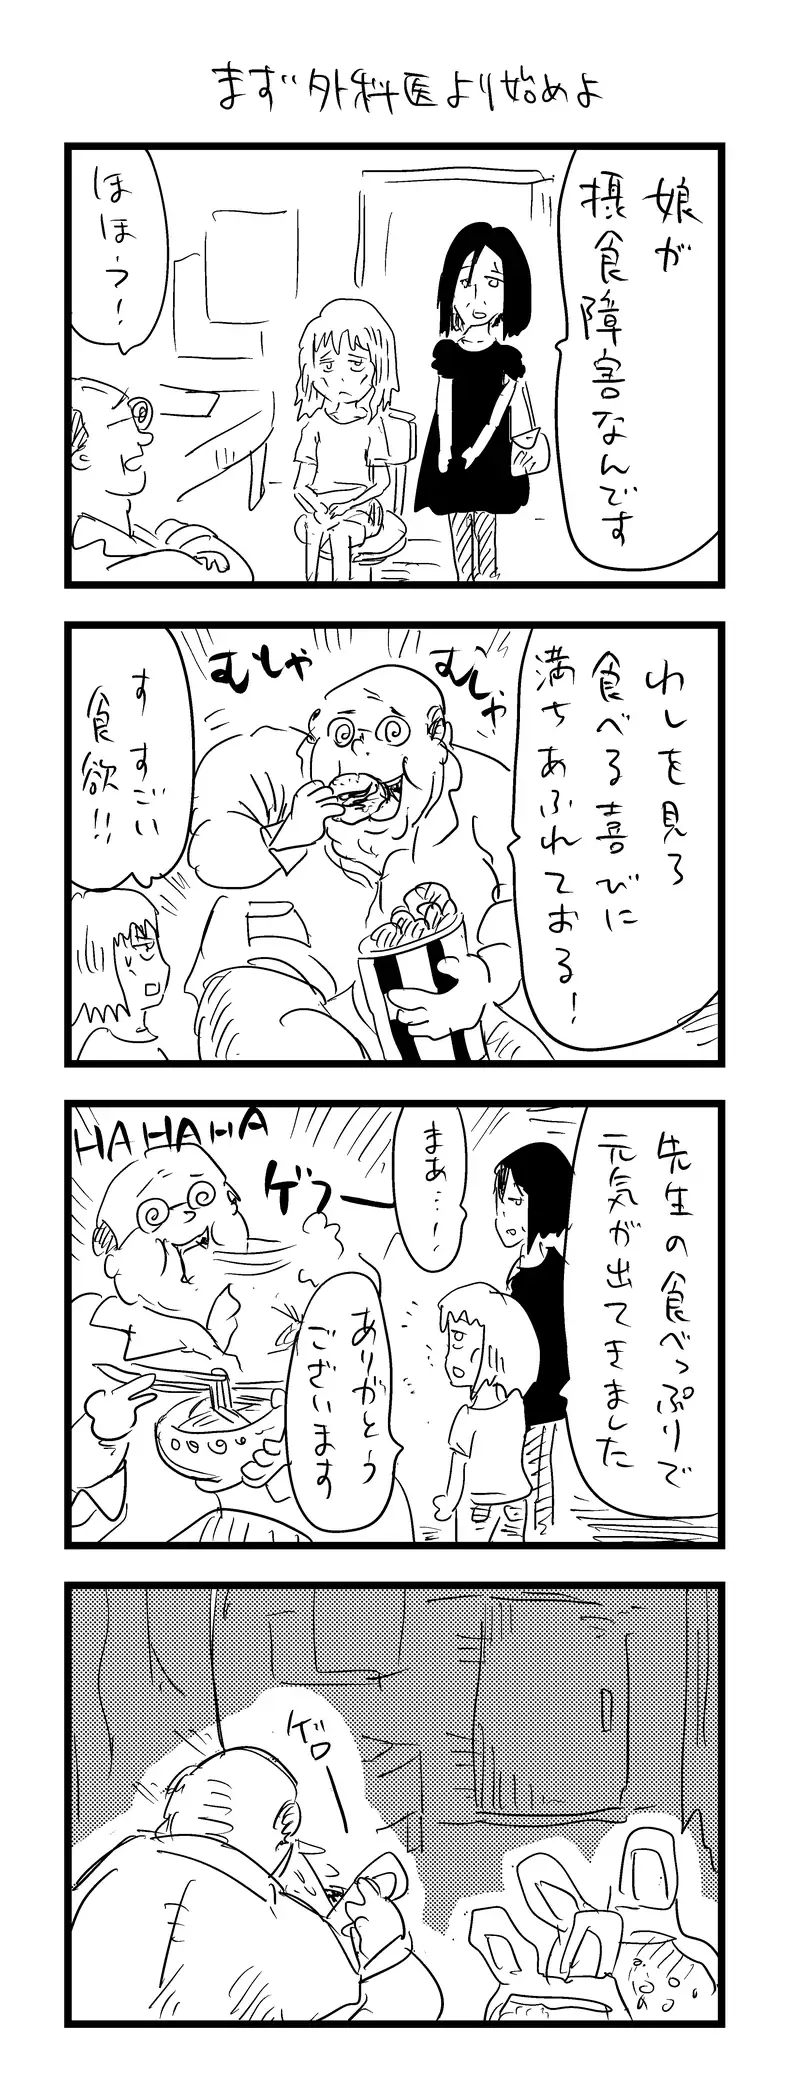 まず外科医より始めよ
娘が
摂食障害なんです
ほほう!
わしを見ろ
食べる喜びに
満ちあふれておる!
むしゃ
むしゃ
すすごい
食欲!!
先生の食べっぷりで
元気が出てきました
まあ…!
ありがとう
ございます
ゲフー
HAHAHA
ゲロー